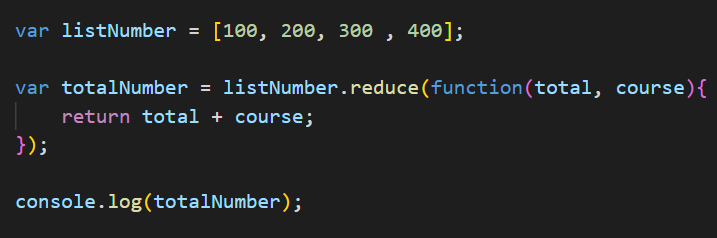 var listNumber = [100, 200, 300 , 400];
var totalNumber = listNumber.reduce(function(total, course){
    return total + course;
});
console.log(totalNumber);